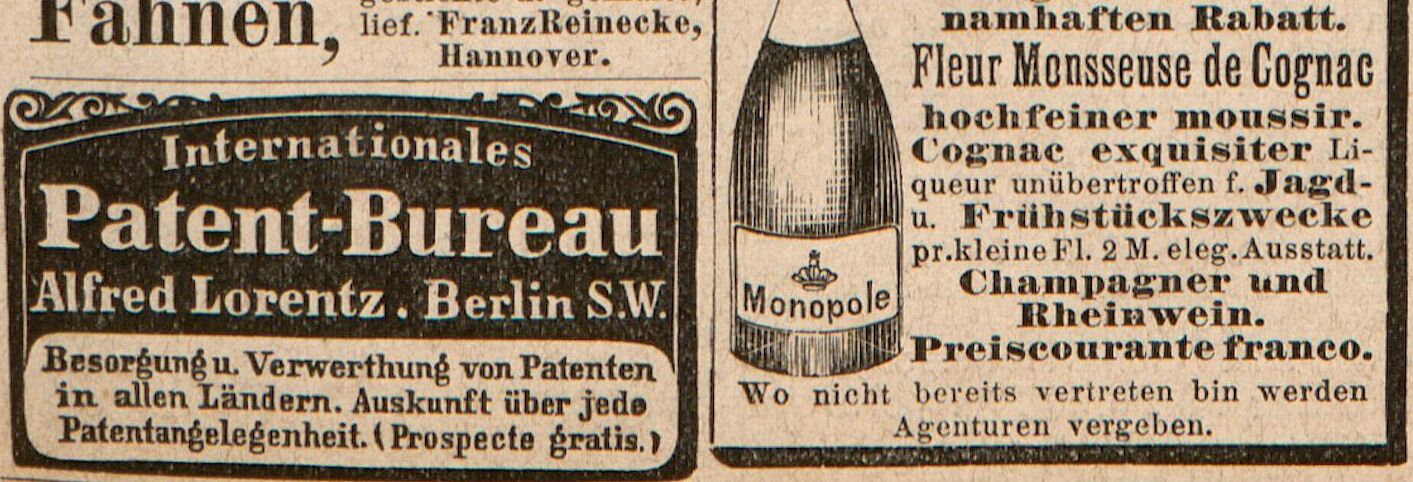 Fahnen,
lief. Franz Reinecke,
Hannover.
Internationales
Patent-Bureau
Alfred Lorentz. Berlin S.W.
Besorgung u. Verwerthung von Patenten
in allen Ländern. Auskunft über jede
Patentangelegenheit. (Prospecte gratis.)
namhaften Rabatt.
Fleur Monsseuse de Cognac
hochfeiner moussir.
Cognac exquisiter Li-
queur unübertroffen f. Jagd-
u. Frühstückszwecke
pr. kleine Fl. 2 M. eleg. Ausstatt.
Champagner und
Rheinwein.
Preiscourante franco.
Monopole
Wo nicht bereits vertreten bin werden
Agenturen vergeben.